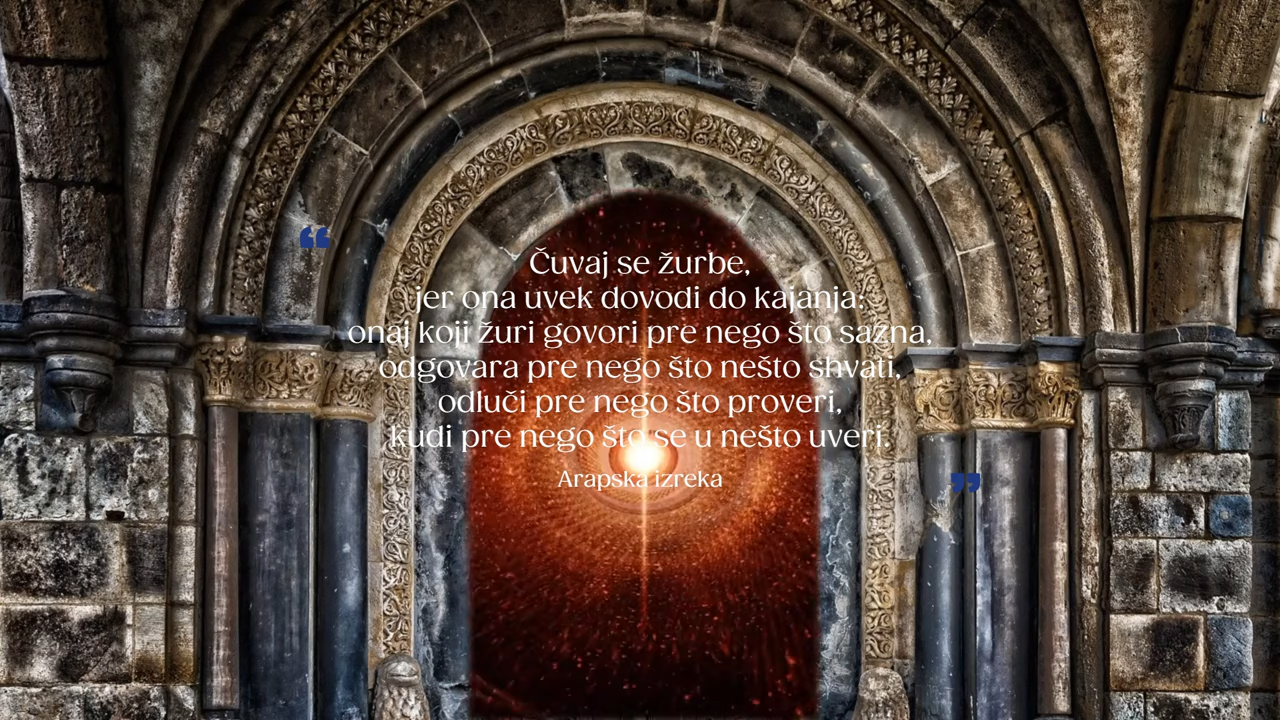 “
Čuvaj se žurbe,
jer ona uvek dovodi do kajanja:
onaj koji žuri govori pre nego što sazna,
odgovara pre nego što nešto shvati,
odluči pre nego što proveri,
kudi pre nego što se u nešto uveri.
Arapska izreka
”